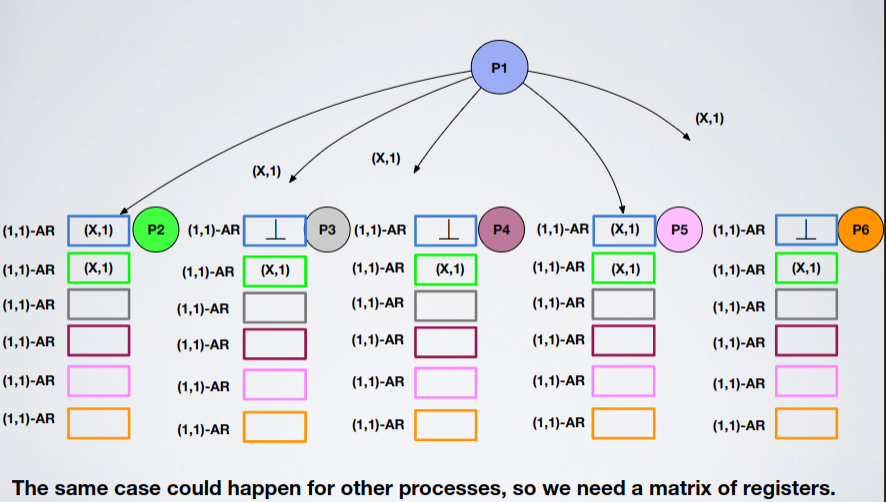 P1
(X,1)
(X,1)
(X,1)
(1,1)-AR (X,1) P2 (1,1)-AR ⊥ P3 (1,1)-AR ⊥ P4 (1,1)-AR (X,1) P5 (1,1)-AR ⊥ P6
(1,1)-AR (X,1) (1,1)-AR (X,1) (1,1)-AR (X,1) (1,1)-AR (X,1) (1,1)-AR (X,1)
(1,1)-AR (1,1)-AR (1,1)-AR (1,1)-AR (1,1)-AR
(1,1)-AR (1,1)-AR (1,1)-AR (1,1)-AR (1,1)-AR
(1,1)-AR (1,1)-AR (1,1)-AR (1,1)-AR (1,1)-AR
(1,1)-AR (1,1)-AR (1,1)-AR (1,1)-AR (1,1)-AR
The same case could happen for other processes, so we need a matrix of registers.